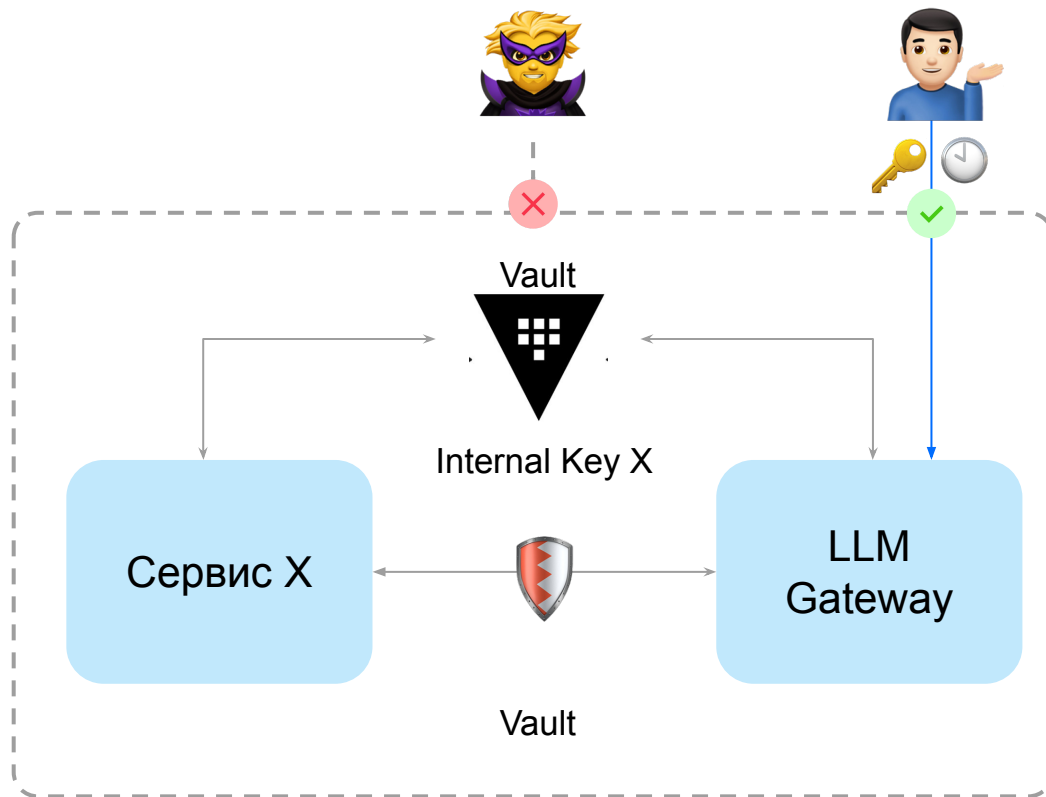 Vault
Internal Key X
Сервис X
LLM
Gateway
Vault